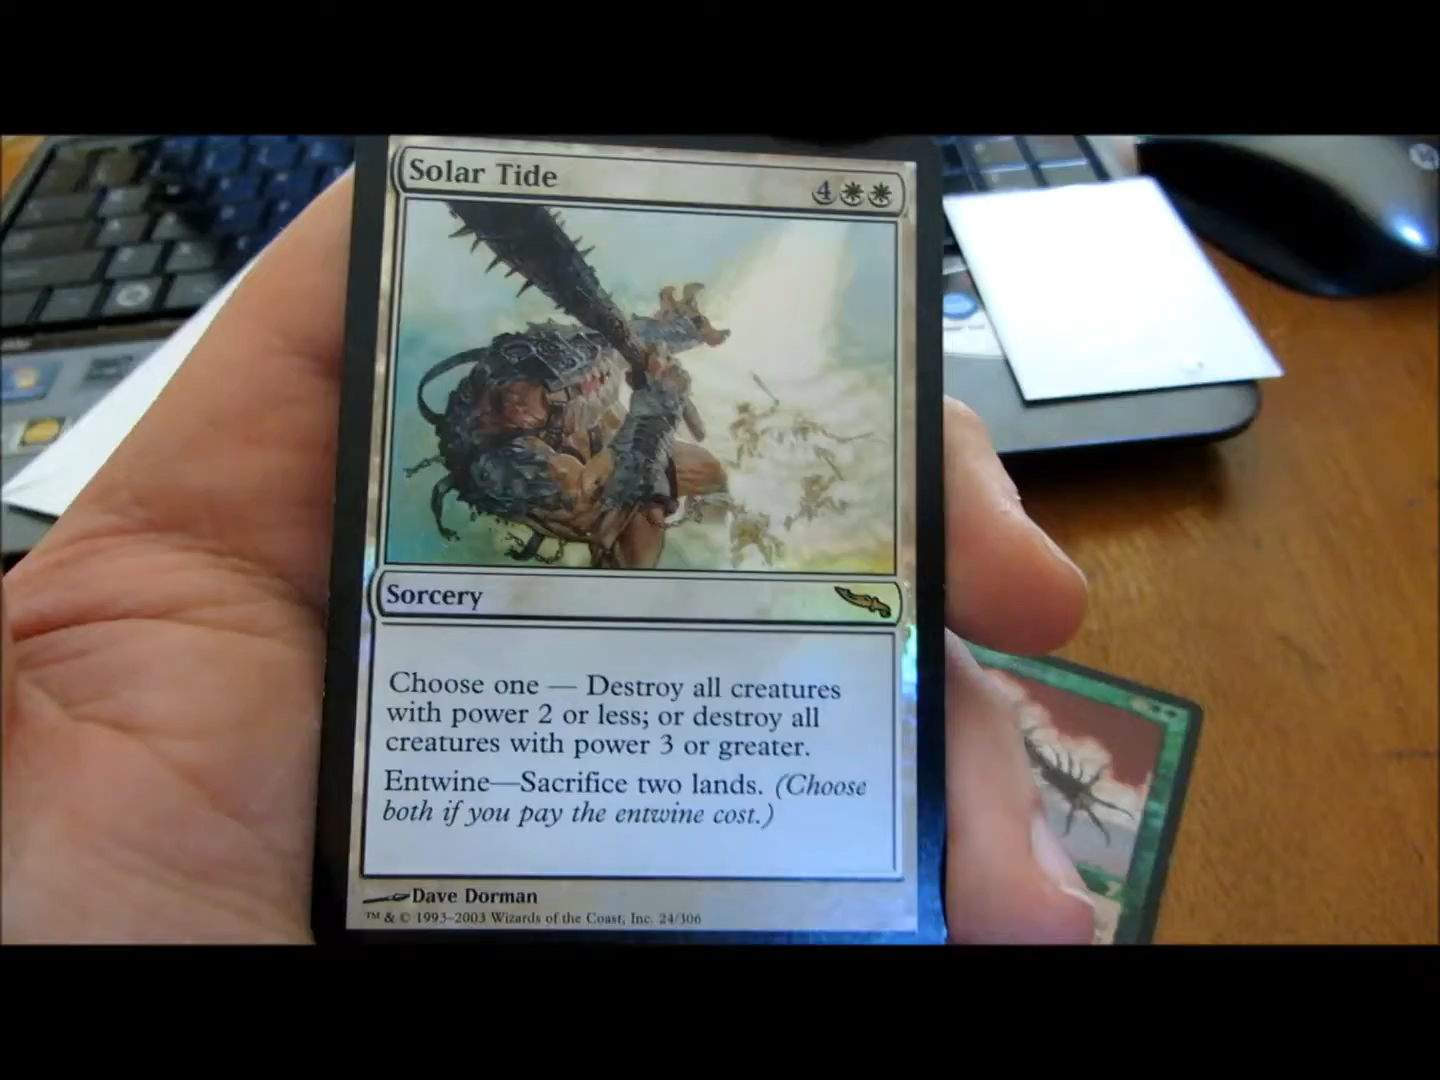 Solar Tide
4
Sorcery
Choose one — Destroy all creatures
with power 2 or less; or destroy all
creatures with power 3 or greater.
Entwine—Sacrifice two lands. (Choose
both if you pay the entwine cost.)
Dave Dorman
™ & © 1993–2003 Wizards of the Coast, Inc. 24/306